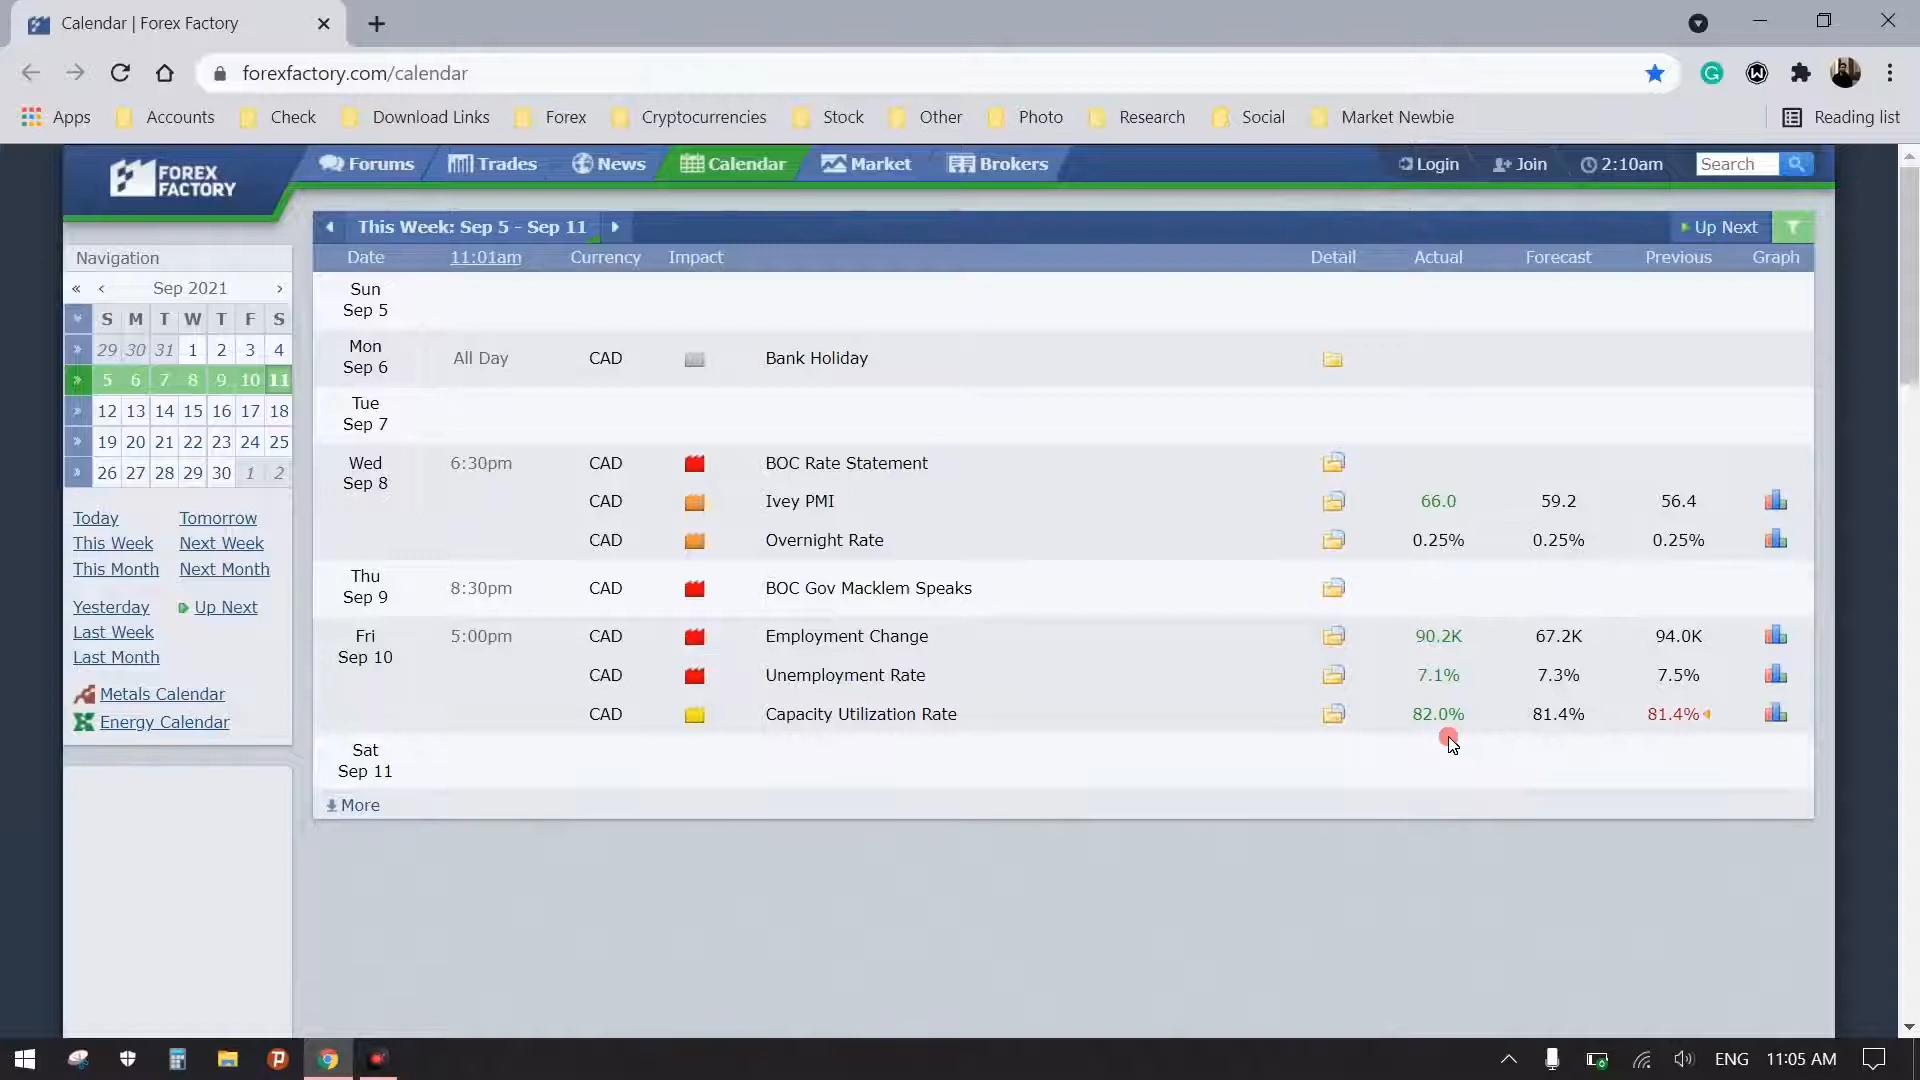 Calendar | Forex Factory
forexfactory.com/calendar
Apps Accounts Check Download Links Forex Cryptocurrencies Stock Other Photo Research Social Market Newbie Reading list
FOREX
FACTORY
Forums Trades News Calendar Market Brokers Login Join 2:10am Search
This Week: Sep 5 - Sep 11 Up Next
Date 11:01am Currency Impact Detail Actual Forecast Previous Graph
Sun
Sep 5
Mon
Sep 6 All Day CAD Bank Holiday
Tue
Sep 7
Wed
Sep 8 6:30pm CAD BOC Rate Statement
CAD Ivey PMI 66.0 59.2 56.4
CAD Overnight Rate 0.25% 0.25% 0.25%
Thu
Sep 9 8:30pm CAD BOC Gov Macklem Speaks
Fri
Sep 10 5:00pm CAD Employment Change 90.2K 67.2K 94.0K
CAD Unemployment Rate 7.1% 7.3% 7.5%
CAD Capacity Utilization Rate 82.0% 81.4% 81.4%
Sat
Sep 11
More
Navigation
« ‹ Sep 2021 ›
S M T W T F S
» 29 30 31 1 2 3 4
» 5 6 7 8 9 10 11
» 12 13 14 15 16 17 18
» 19 20 21 22 23 24 25
» 26 27 28 29 30 1 2
Today Tomorrow
This Week Next Week
This Month Next Month
Yesterday Up Next
Last Week
Last Month
Metals Calendar
Energy Calendar
ENG 11:05 AM